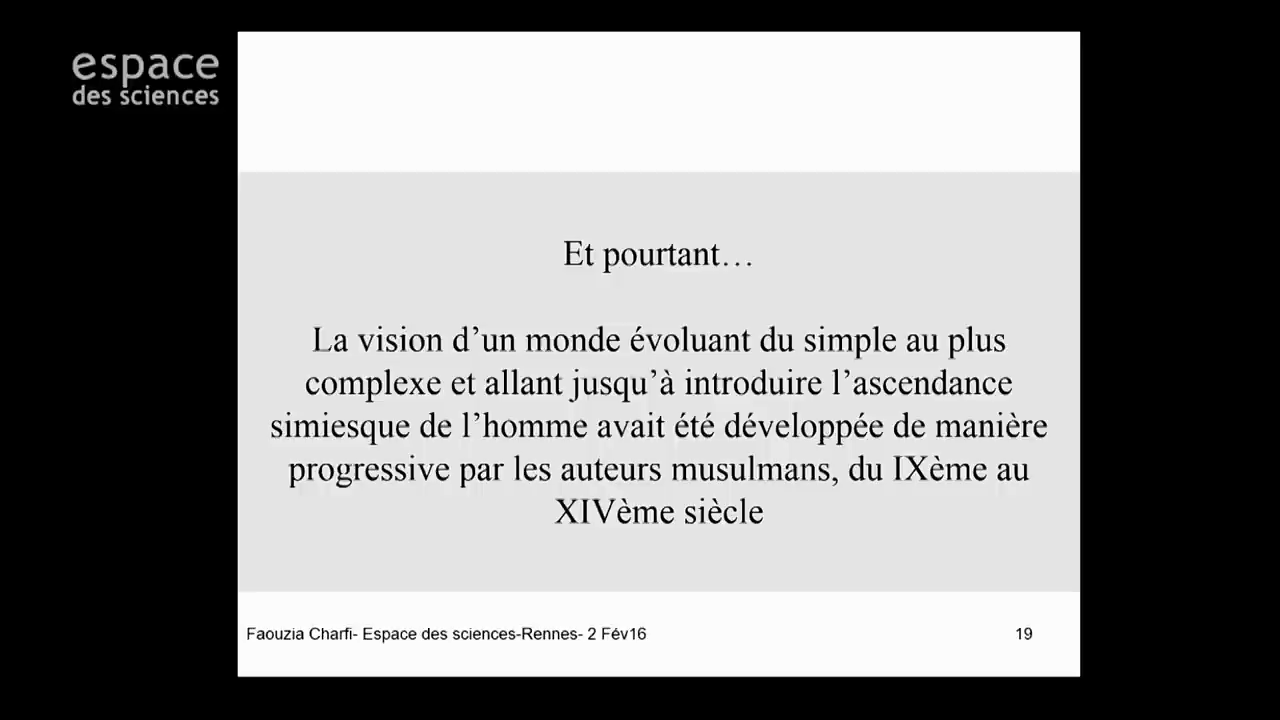 espace
des sciences
Et pourtant…
La vision d’un monde évoluant du simple au plus
complexe et allant jusqu’à introduire l’ascendance
simiesque de l’homme avait été développée de manière
progressive par les auteurs musulmans, du IXème au
XIVème siècle
Faouzia Charfi- Espace des sciences-Rennes- 2 Fév16
19